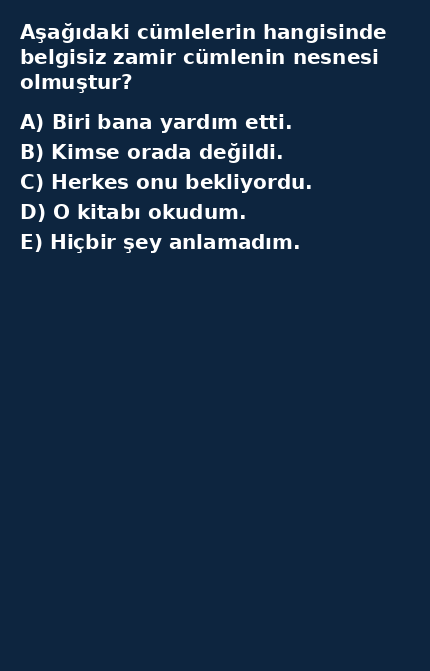 Aşağıdaki cümlelerin hangisinde
belgisiz zamir cümlenin nesnesi
olmuştur?
A) Biri bana yardım etti.
B) Kimse orada değildi.
C) Herkes onu bekliyordu.
D) O kitabı okudum.
E) Hiçbir şey anlamadım.